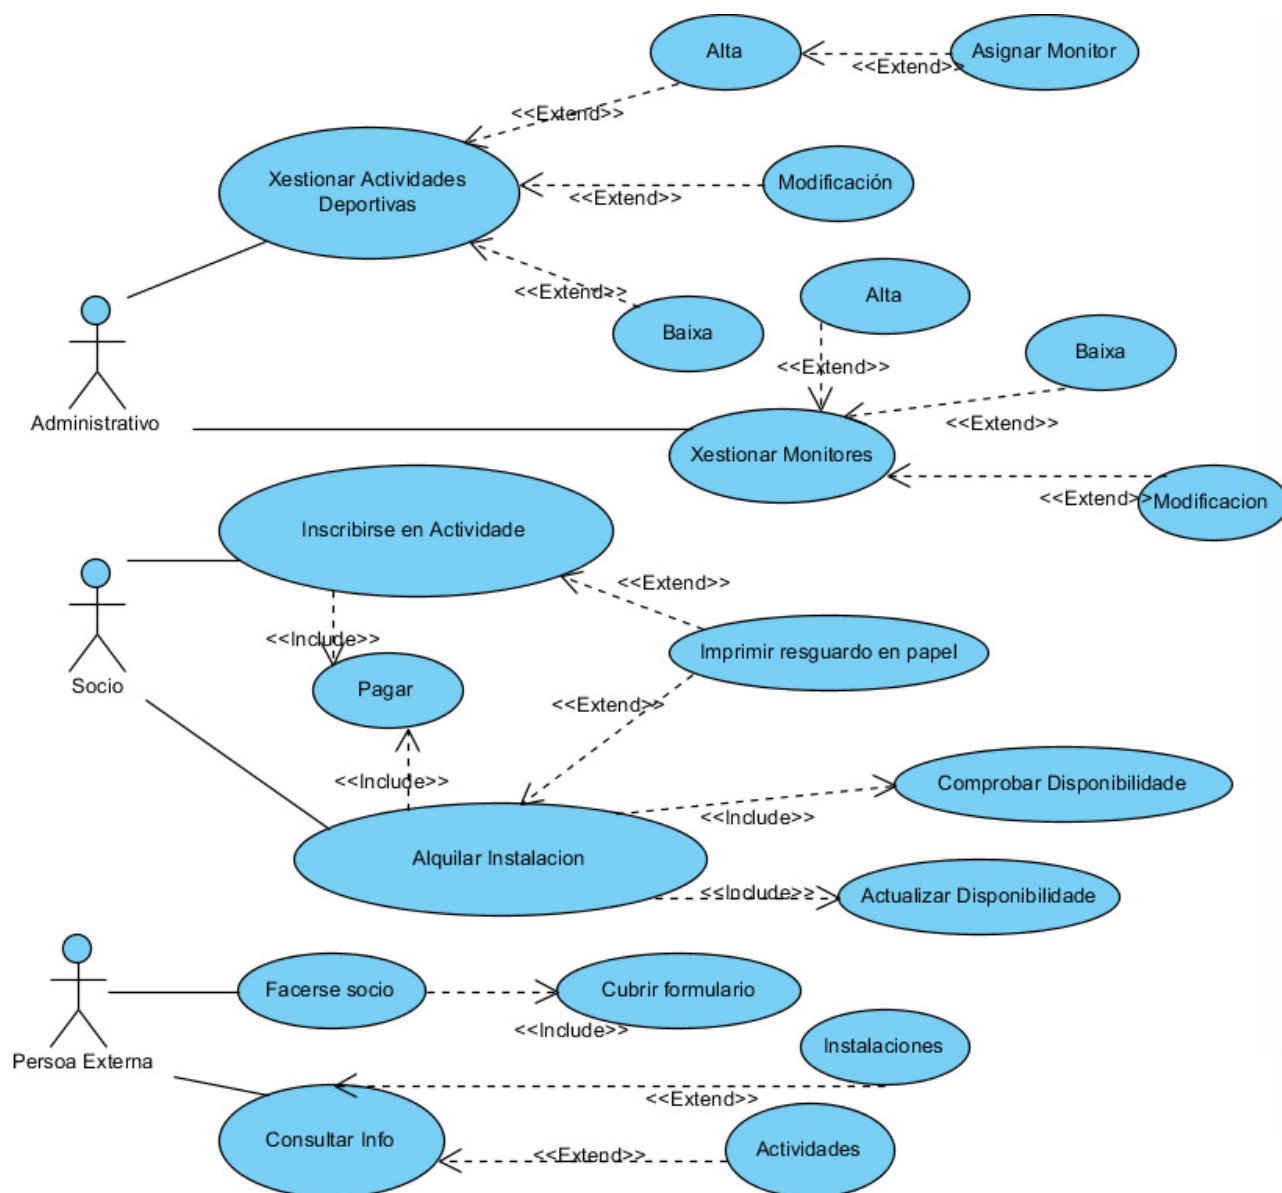 Alta
<<Extend>>
Asignar Monitor
<<Extend>>
Xestionar Actividades
Deportivas
Modificación
<<Extend>>
<<Extend>>
Baixa
Alta
<<Extend>>
Baixa
<<Extend>>
Administrativo
Xestionar Monitores
<<Extend>>
Modificacion
Inscribirse en Actividade
<<Extend>>
<<Include>>
Imprimir resguardo en papel
Socio
Pagar
<<Extend>>
<<Include>>
Comprobar Disponibilidade
<<Include>>
Alquilar Instalacion
<<Include>>
Actualizar Disponibilidade
Facerse socio
Cubrir formulario
<<Include>>
Instalaciones
Persoa Externa
<<Extend>>
Consultar Info
<<Extend>>
Actividades